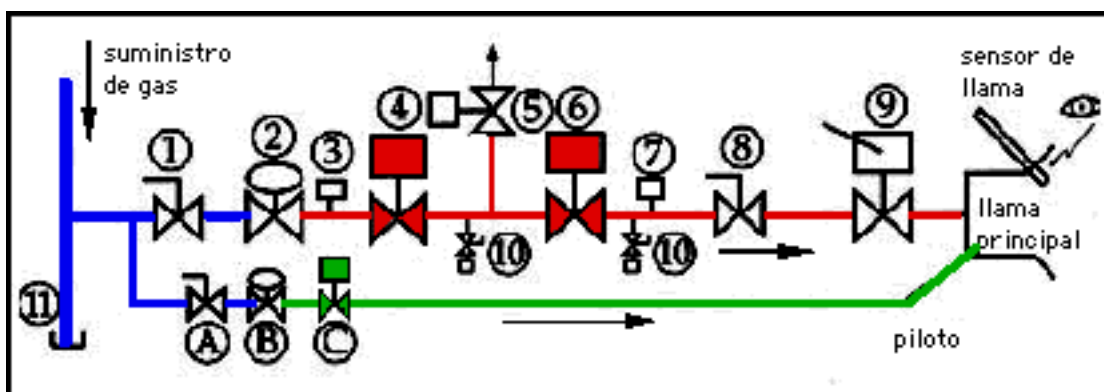 suministro
de gas
sensor de
llama
1
2
3
4
5
6
7
8
9
10
10
11
llama
principal
A
B
C
piloto